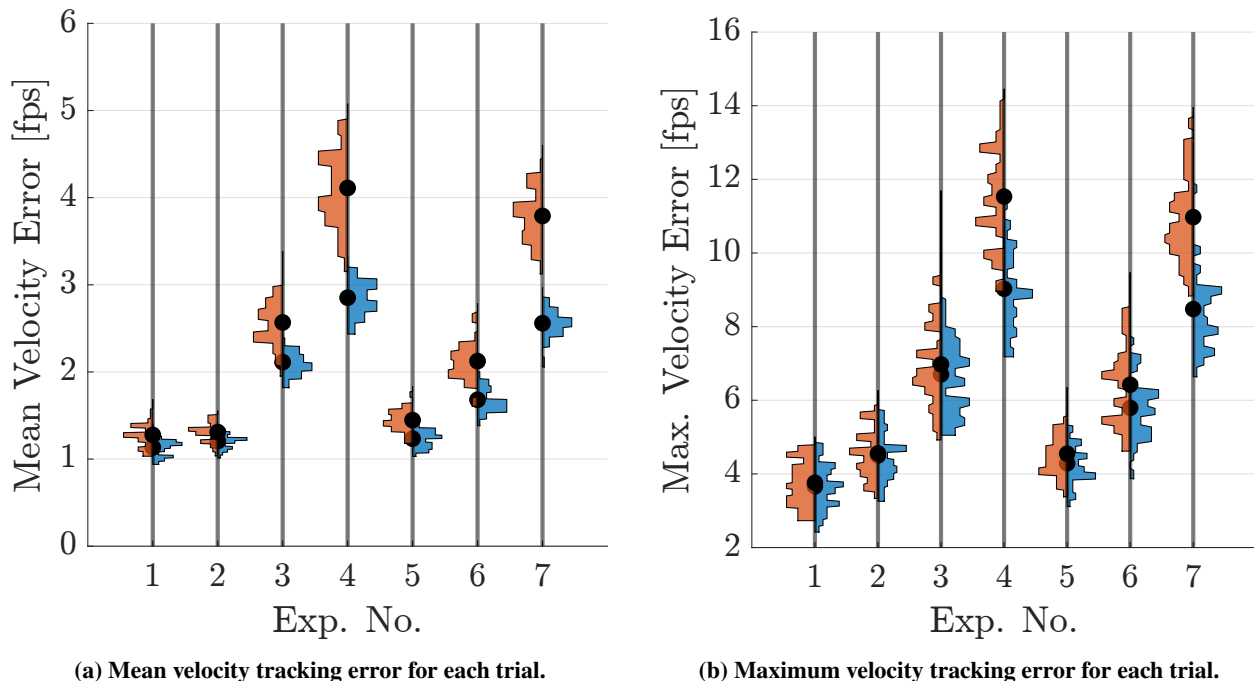 Mean Velocity Error [fps]
6
5
4
3
2
1
0
1 2 3 4 5 6 7
Exp. No.
(a) Mean velocity tracking error for each trial.
Max. Velocity Error [fps]
16
14
12
10
8
6
4
2
1 2 3 4 5 6 7
Exp. No.
(b) Maximum velocity tracking error for each trial.